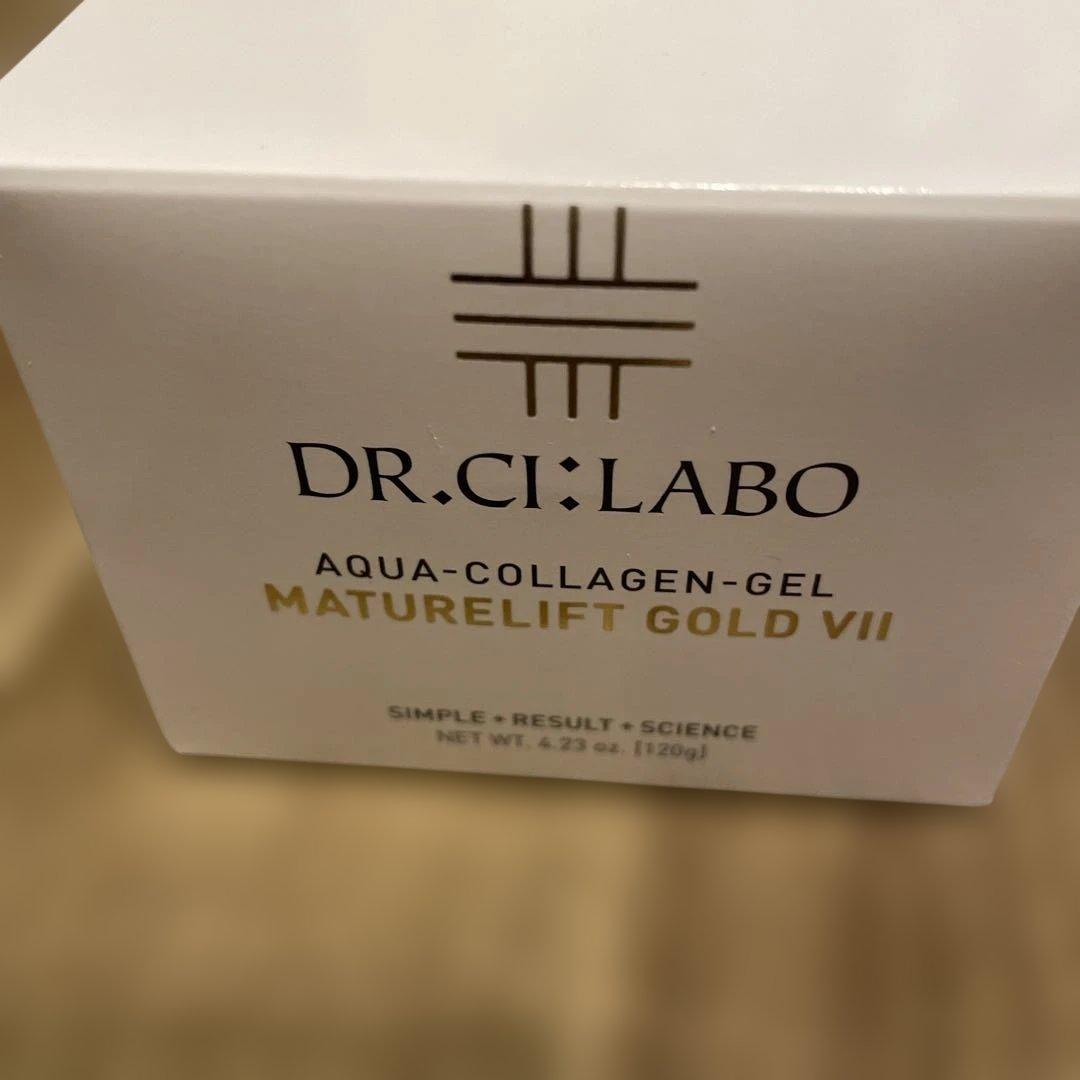 DR.CI:LABO
AQUA-COLLAGEN-GEL
MATURELIFT GOLD VII
SIMPLE + RESULT + SCIENCE
NET WT. 4.23 oz. [120g]